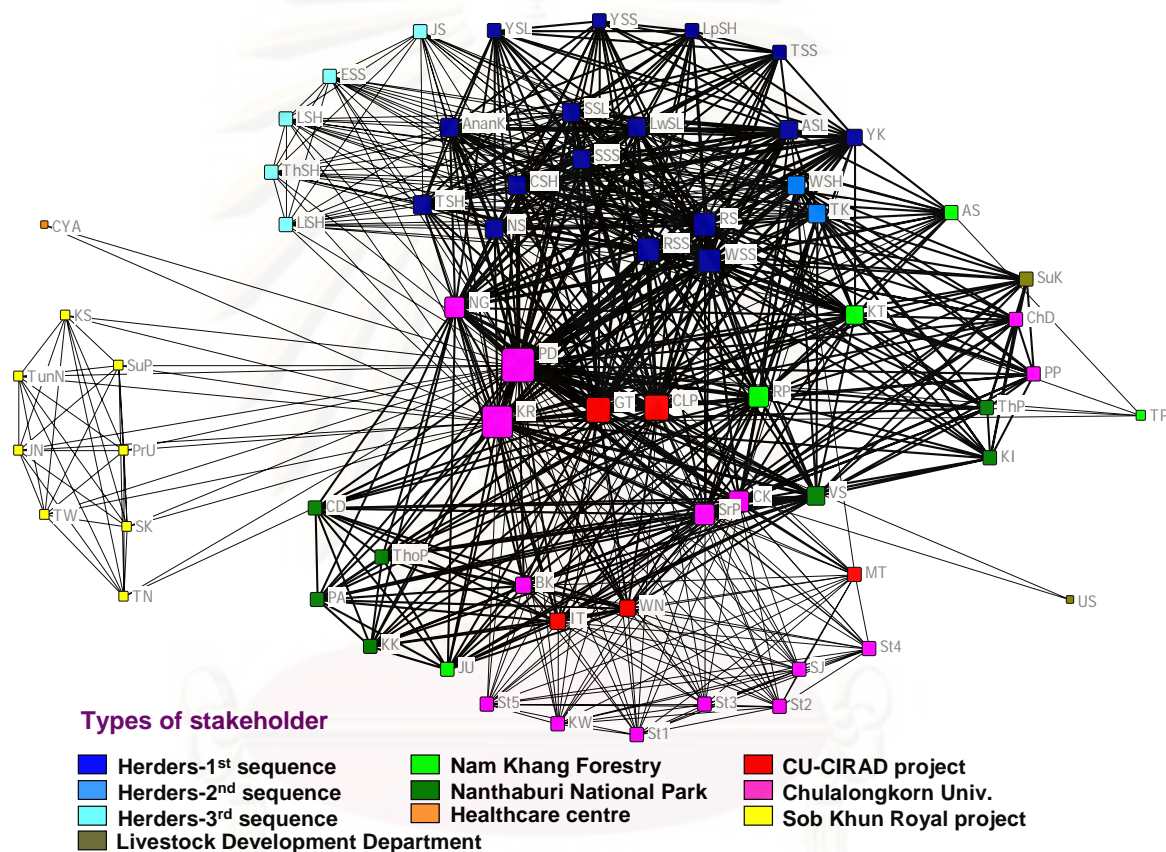 YSS
JS
YSL
LpSH
TSS
ESS
LSH
AnanK
SSL
LwSL
ASL
YK
SSS
ThSH
CSH
WSH
TSH
TK
AS
LiSH
NS
RS
CYA
RSS
WSS
SuK
NG
KT
ChD
KS
SuP
PD
PP
TunN
RP
GT
CLP
ThP
TP
KR
JN
PrU
KI
CK
VS
CD
SrP
TW
SK
ThoP
MT
BK
TN
PA
WN
US
IT
KK
St4
JU
SJ
St5
St3
St2
KW
St1
Types of stakeholder
Herders-1st sequence
Nam Khang Forestry
CU-CIRAD project
Herders-2nd sequence
Nanthaburi National Park
Chulalongkorn Univ.
Herders-3rd sequence
Healthcare centre
Sob Khun Royal project
Livestock Development Department